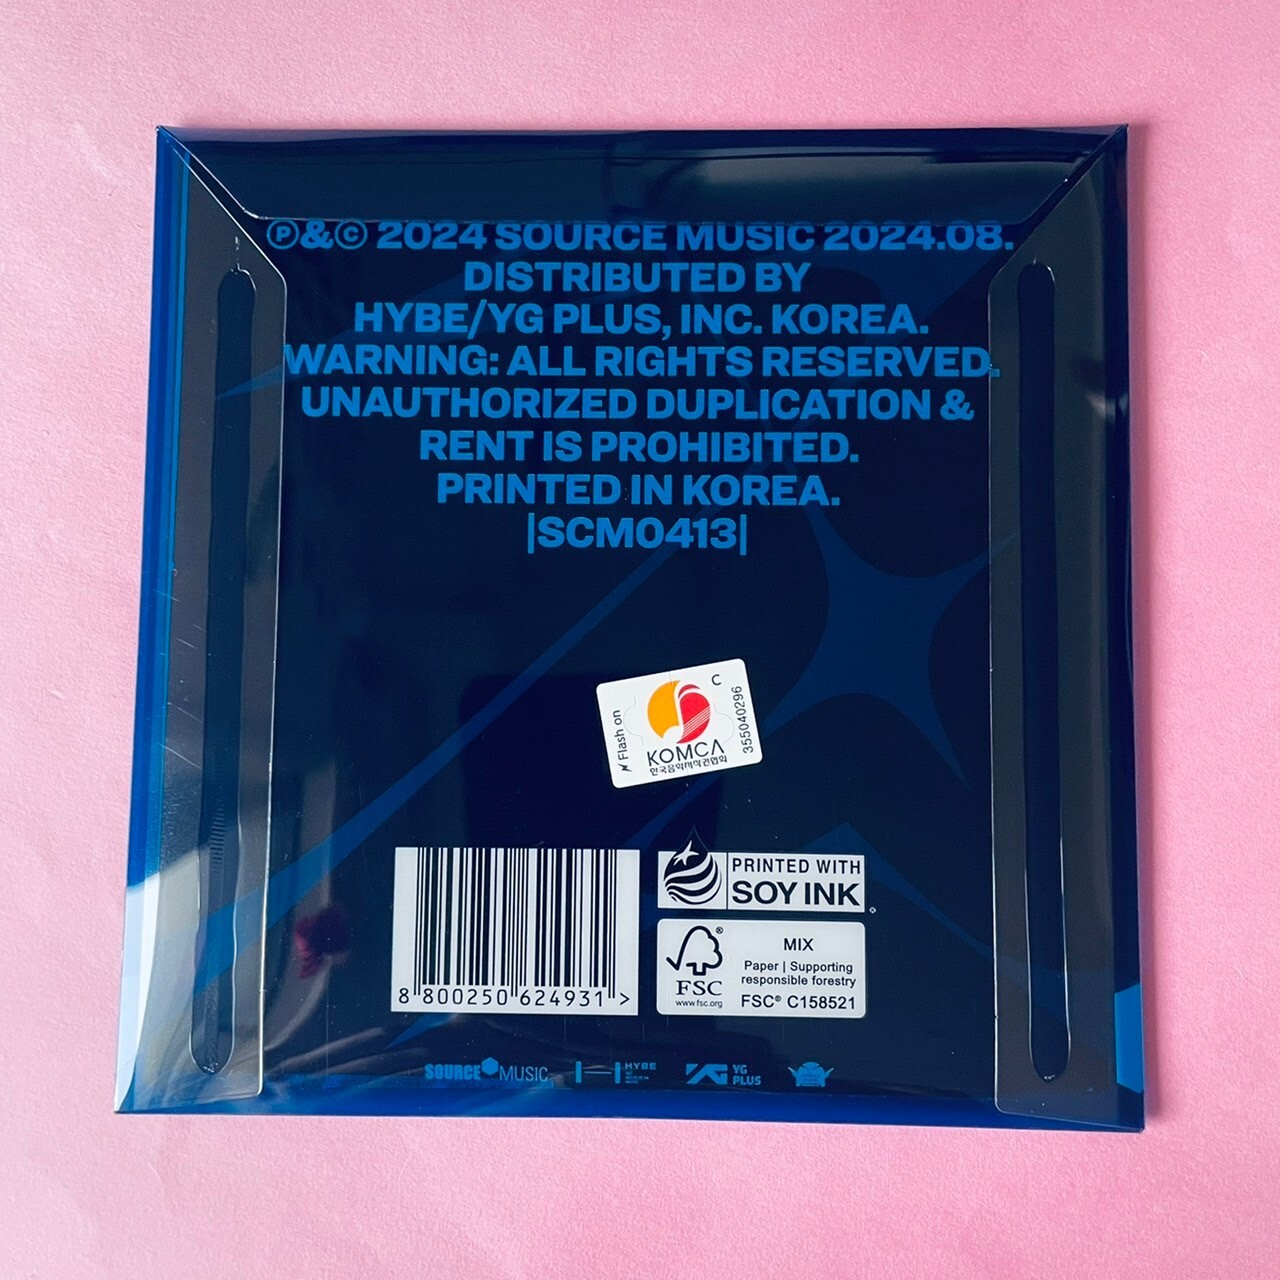 Ⓟ&© 2024 SOURCE MUSIC 2024.08.
DISTRIBUTED BY
HYBE/YG PLUS, INC. KOREA.
WARNING: ALL RIGHTS RESERVED.
UNAUTHORIZED DUPLICATION &
RENT IS PROHIBITED.
PRINTED IN KOREA.
|SCM0413|
Flash on
C
KOMCA
한국음악저작권협회
355040296
8 800250 624931 >
PRINTED WITH
SOY INK
FSC
www.fsc.org
MIX
Paper | Supporting
responsible forestry
FSC® C158521
SOURCE MUSIC
HYBE
YG
PLUS